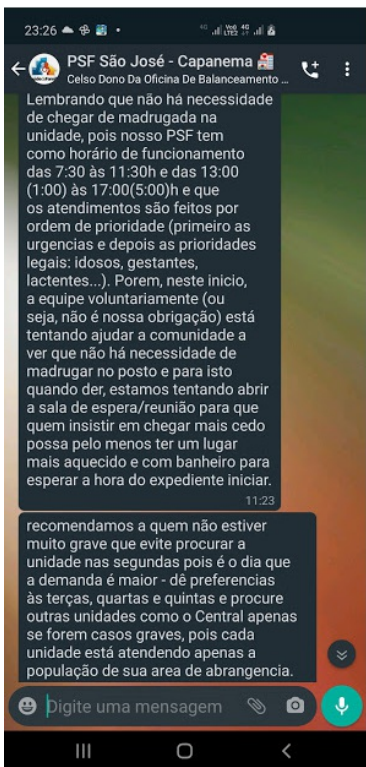 23:26
PSF São José - Capanema
Celso Dono Da Oficina De Balanceamento ...
Lembrando que não há necessidade
de chegar de madrugada na
unidade, pois nosso PSF tem
como horário de funcionamento
das 7:30 às 11:30h e das 13:00
(1:00) às 17:00(5:00)h e que
os atendimentos são feitos por
ordem de prioridade (primeiro as
urgencias e depois as prioridades
legais: idosos, gestantes,
lactentes...). Porem, neste inicio,
a equipe voluntariamente (ou
seja, não é nossa obrigação) está
tentando ajudar a comunidade a
ver que não há necessidade de
madrugar no posto e para isto
quando der, estamos tentando abrir
a sala de espera/reunião para que
quem insistir em chegar mais cedo
possa pelo menos ter um lugar
mais aquecido e com banheiro para
esperar a hora do expediente iniciar.
11:23
recomendamos a quem não estiver
muito grave que evite procurar a
unidade nas segundas pois é o dia que
a demanda é maior - dê preferencias
às terças, quartas e quintas e procure
outras unidades como o Central apenas
se forem casos graves, pois cada
unidade está atendendo apenas a
população de sua area de abrangencia.
Digite uma mensagem